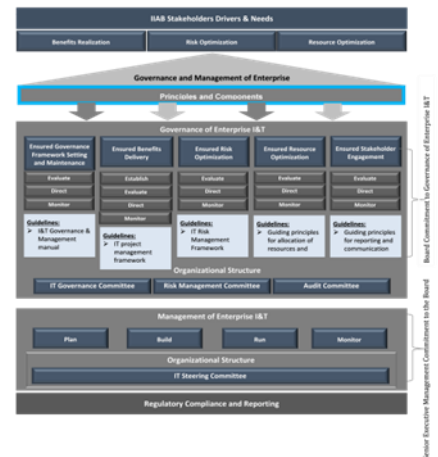 IIAB Stakeholders Drivers & Needs
Benefits Realization
Risk Optimization
Resource Optimization
Governance and Management of Enterprise
Principles and Components
Governance of Enterprise I&T
Ensured Governance
Framework Setting
and Maintenance
Evaluate
Direct
Monitor
Guidelines:
➤ I&T Governance &
Management
manual
Ensured Benefits
Delivery
Establish
Evaluate
Direct
Monitor
Guidelines:
➤ IT project
management
framework
Ensured Risk
Optimization
Evaluate
Direct
Monitor
Guidelines:
➤ IT Risk
Management
Framework
Ensured Resource
Optimization
Evaluate
Direct
Monitor
Guidelines:
➤ Guiding principles
for allocation of
resources and
Ensured Stakeholder
Engagement
Evaluate
Direct
Monitor
Guidelines:
➤ Guiding principles
for reporting and
communication
Organizational Structure
IT Governance Committee
Risk Management Committee
Audit Committee
Board Commitment to Governance of Enterprise I&T
Management of Enterprise I&T
Plan
Build
Run
Monitor
Organizational Structure
IT Steering Committee
Senior Executive Management Commitment to the Board
Regulatory Compliance and Reporting